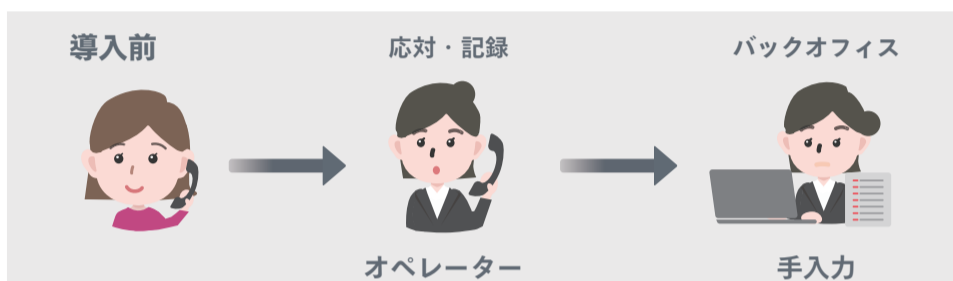 導入前
応対・記録
バックオフィス
オペレーター
手入力